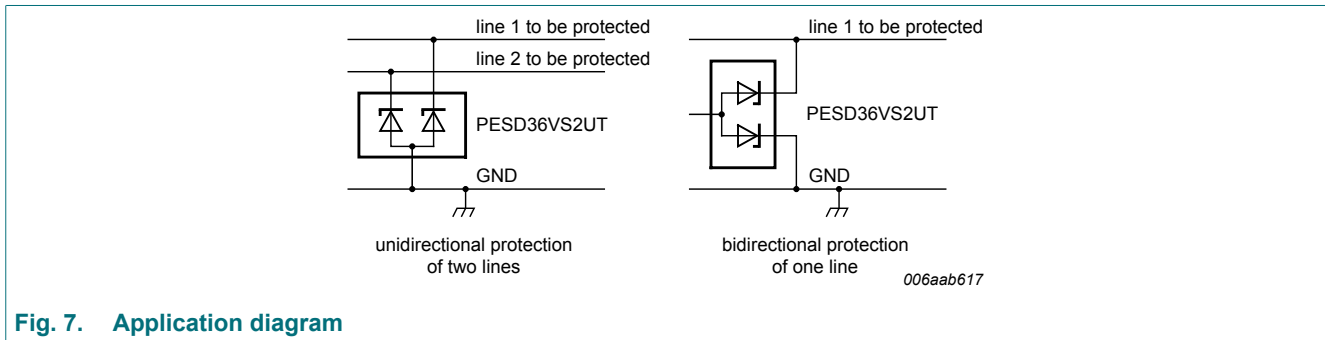 line 1 to be protected
line 2 to be protected
PESD36VS2UT
GND
unidirectional protection
of two lines
line 1 to be protected
PESD36VS2UT
GND
bidirectional protection
of one line
006aab617
Fig. 7. Application diagram